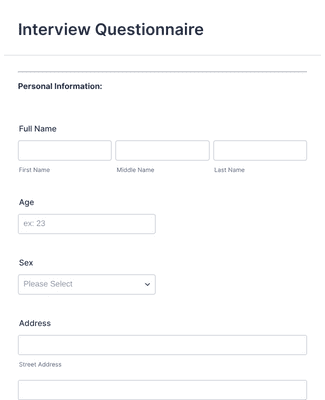 Interview Questionnaire
Personal Information:
Full Name
First Name Middle Name Last Name
Age
ex: 23
Sex
Please Select
Address
Street Address